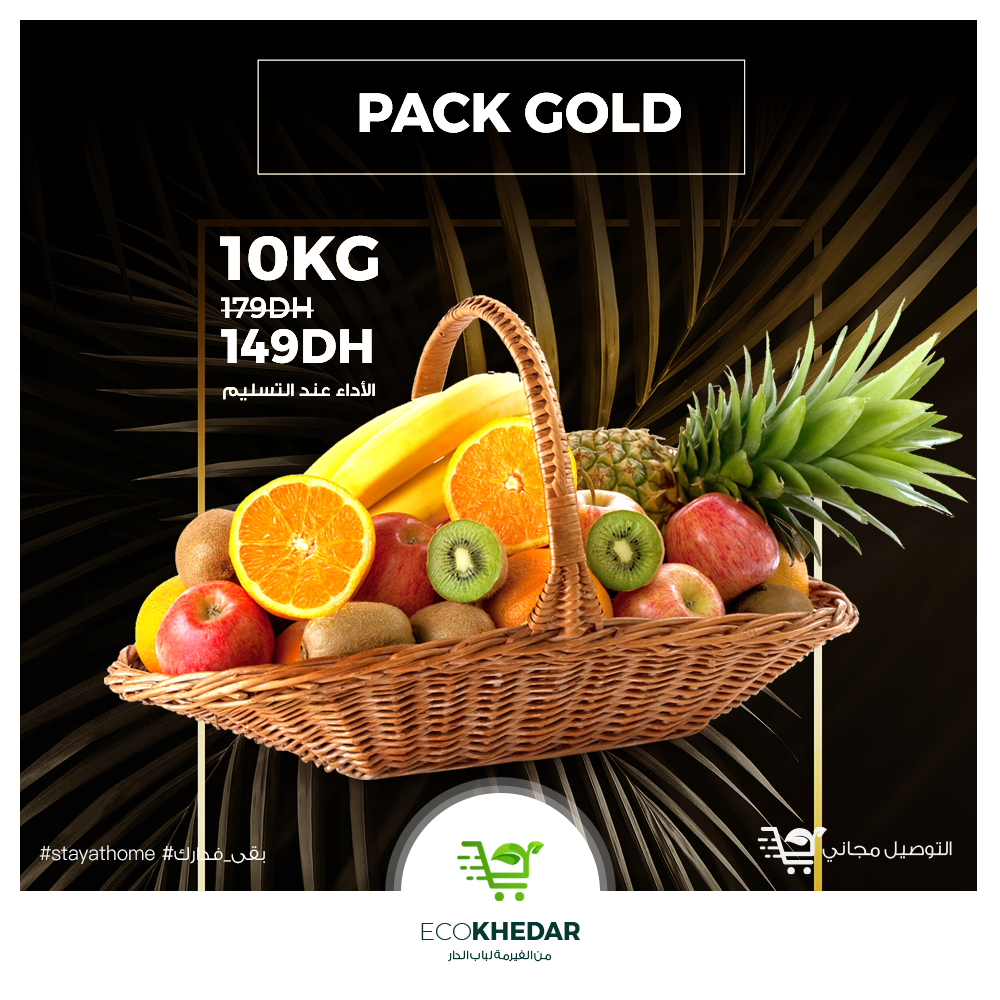 PACK GOLD
10KG
179DH
149DH
الأداء عند التسليم
#stayathome #بقى_فدارك
التوصيل مجاني
ECOKHEDAR
من الفيرمة لباب الدار